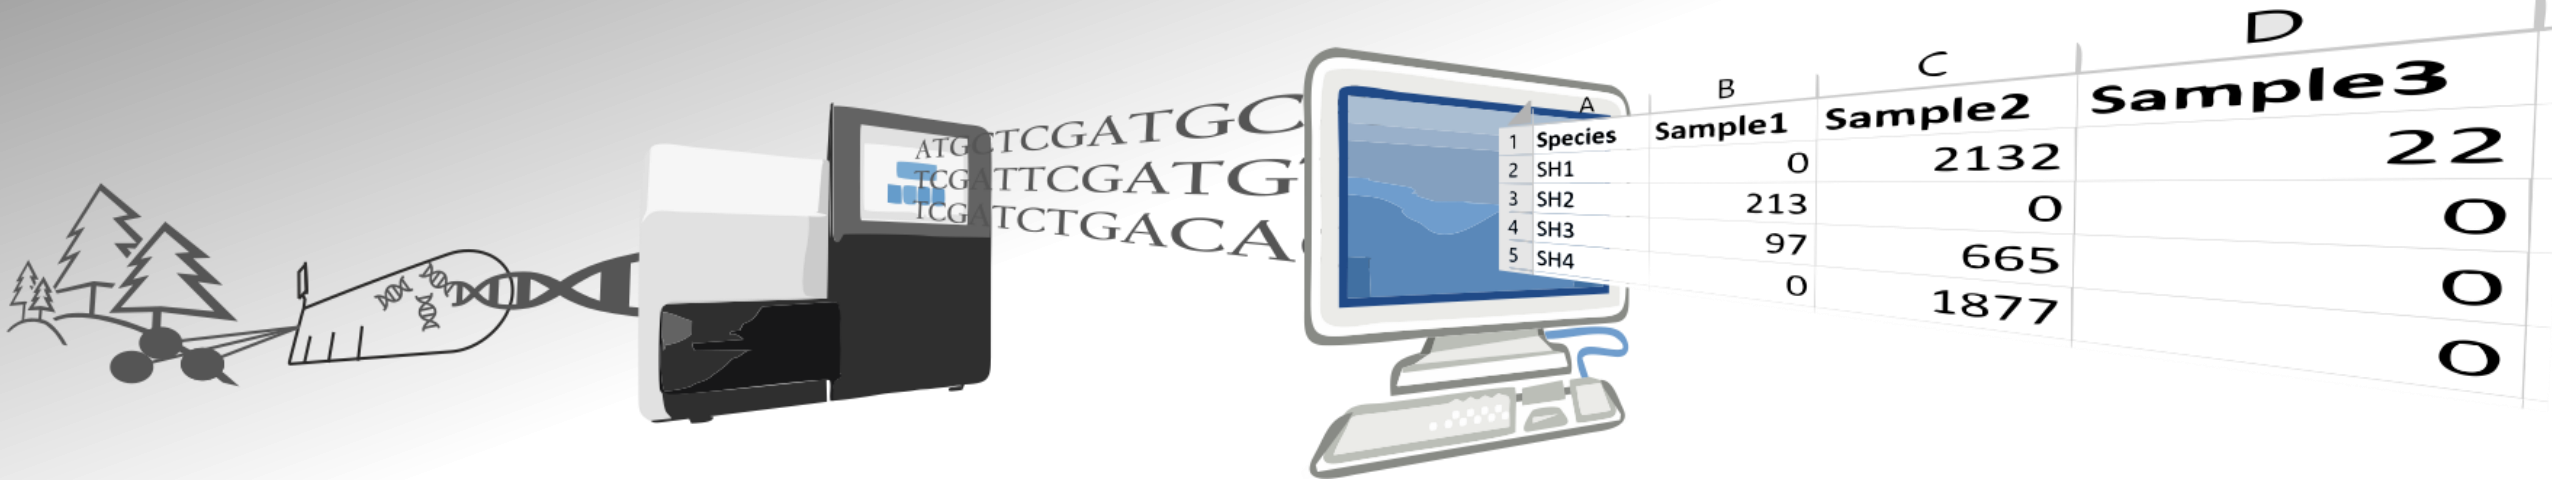 ATGCTCGATGC
TCGATTCGATG
TCGATCTGACA
A B C D
1 Species Sample1 Sample2 Sample3
2 SH1 0 2132 22
3 SH2 213 0 0
4 SH3 97 665 0
5 SH4 0 1877 0